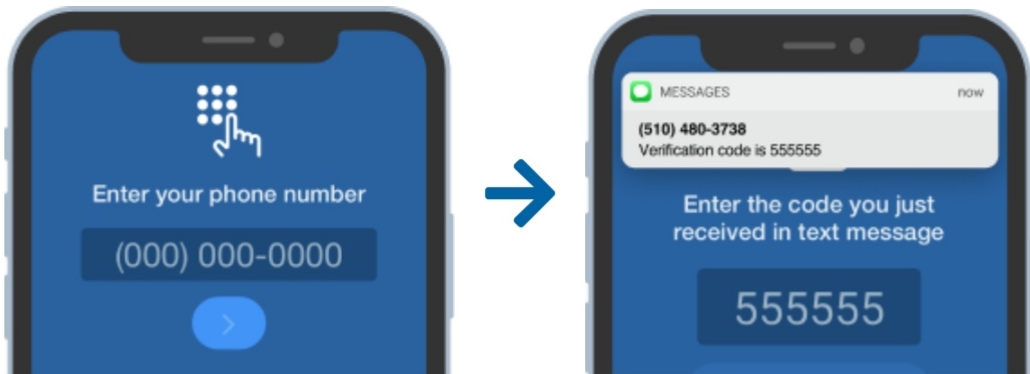 Enter your phone number
(000) 000-0000
MESSAGES now
(510) 480-3738
Verification code is 555555
Enter the code you just
received in text message
555555